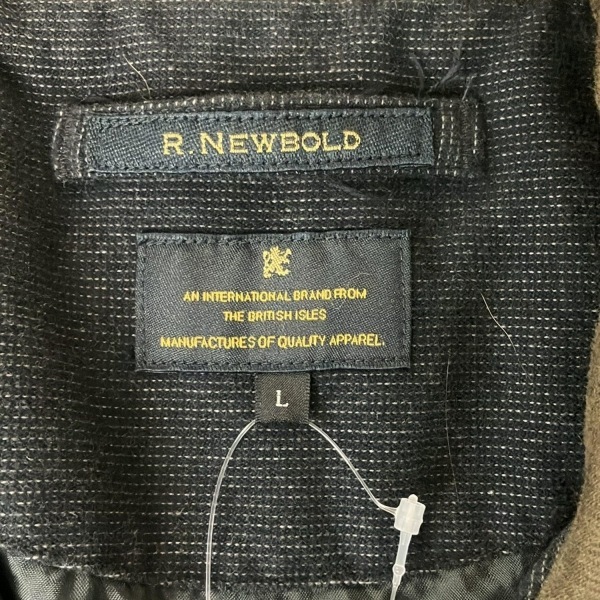 R. NEWBOLD
AN INTERNATIONAL BRAND FROM
THE BRITISH ISLES
MANUFACTURES OF QUALITY APPAREL.
L